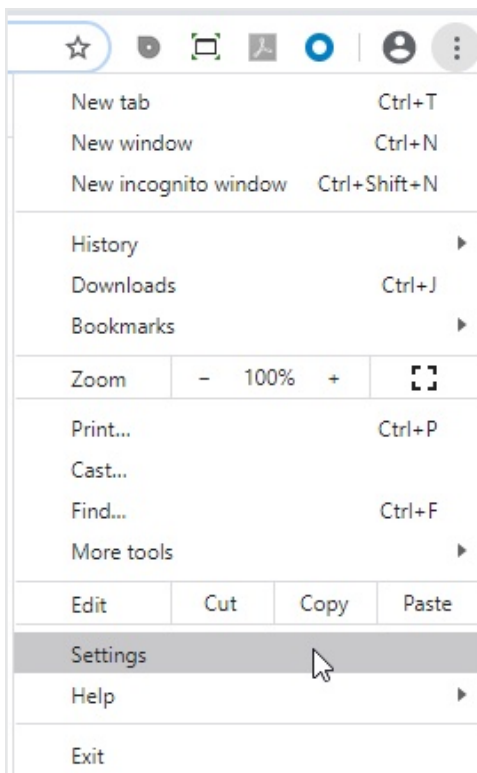 New tab Ctrl+T
New window Ctrl+N
New incognito window Ctrl+Shift+N
History
Downloads Ctrl+J
Bookmarks
Zoom - 100% +
Print... Ctrl+P
Cast...
Find... Ctrl+F
More tools
Edit Cut Copy Paste
Settings
Help
Exit